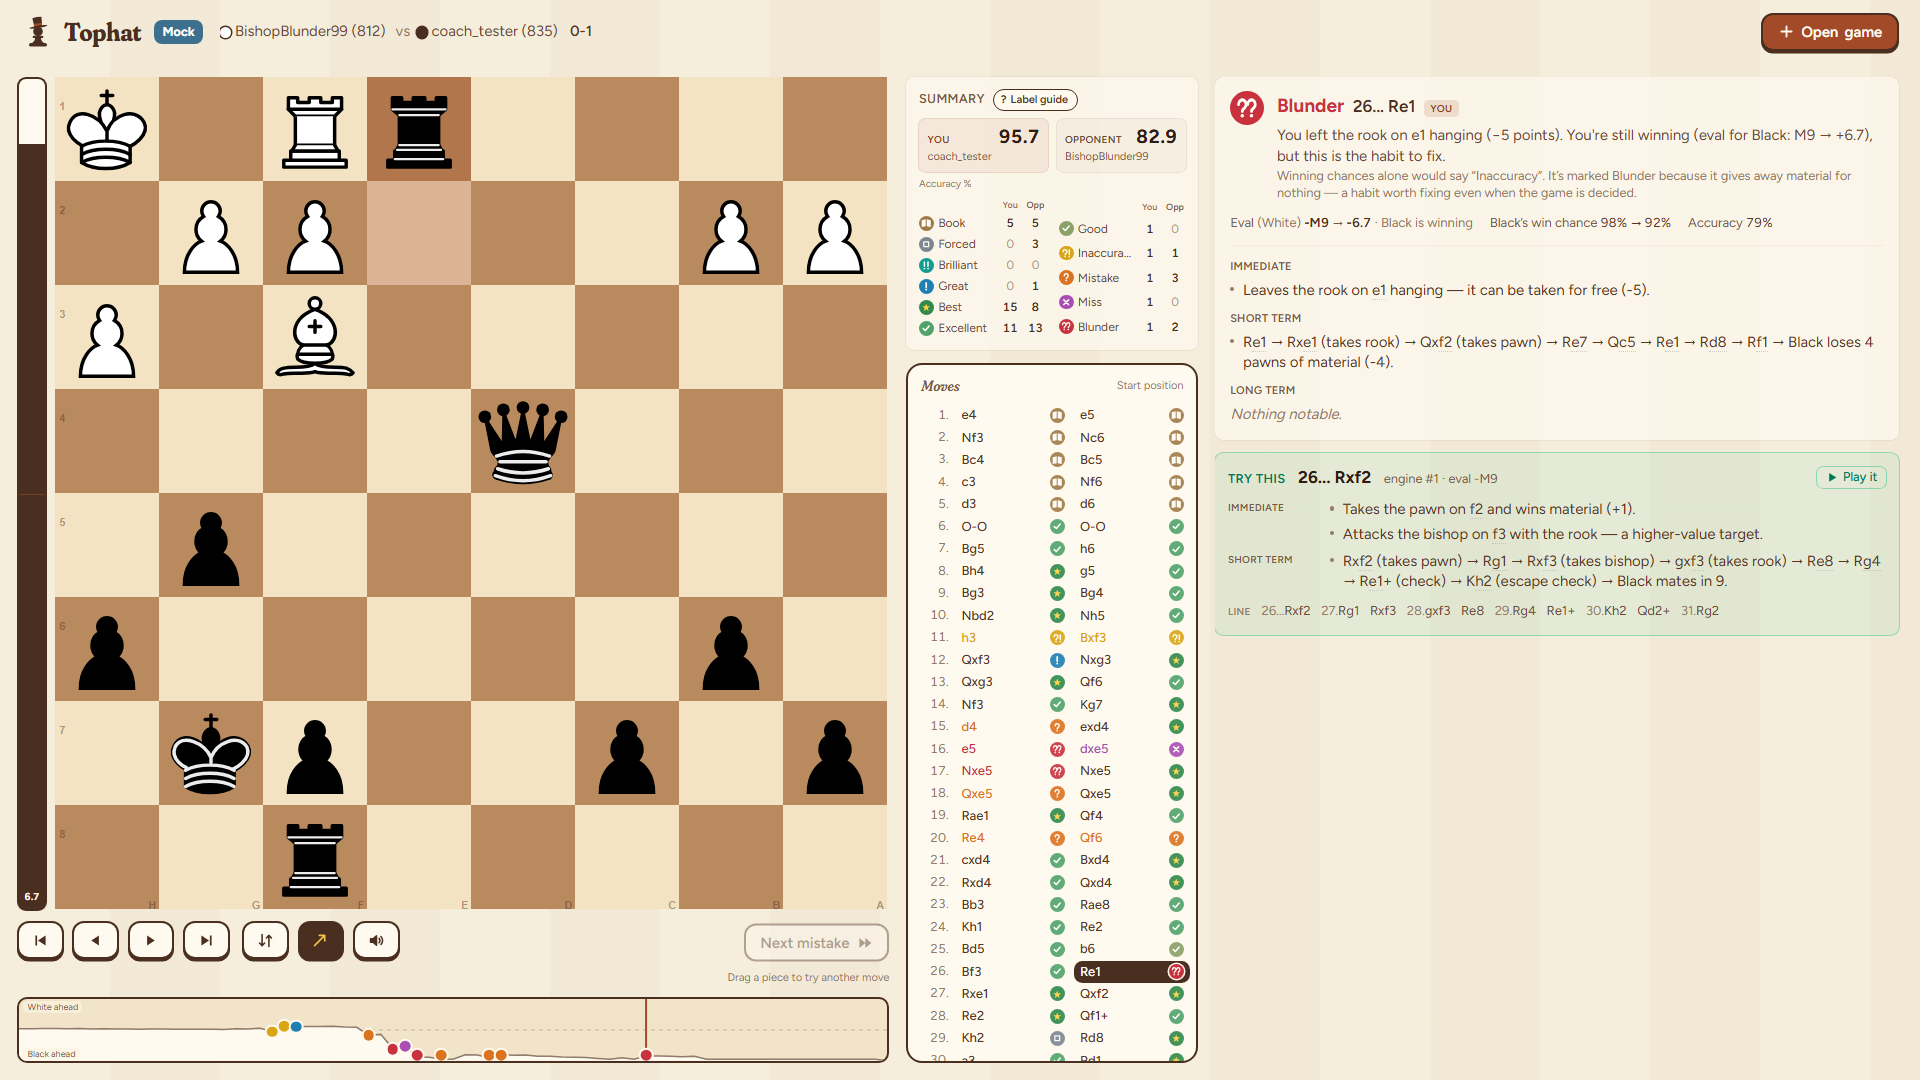 Tophat Mock BishopBlunder99 (812) vs coach_tester (835) 0-1
+ Open game
1
2
3
4
5
6
7
8
H G F E D C B A
6.7
Next mistake
Drag a piece to try another move
White ahead
Black ahead
SUMMARY ? Label guide
YOU 95.7
coach_tester
OPPONENT 82.9
BishopBlunder99
Accuracy %
You Opp
Book 5 5
Forced 0 3
Brilliant 0 0
Great 0 1
Best 15 8
Excellent 11 13
You Opp
Good 1 0
Inaccura... 1 1
Mistake 1 3
Miss 1 0
Blunder 1 2
Moves Start position
1. e4 e5
2. Nf3 Nc6
3. Bc4 Bc5
4. c3 Nf6
5. d3 d6
6. O-O O-O
7. Bg5 h6
8. Bh4 g5
9. Bg3 Bg4
10. Nbd2 Nh5
11. h3 Bxf3
12. Qxf3 Nxg3
13. Qxg3 Qf6
14. Nf3 Kg7
15. d4 exd4
16. e5 dxe5
17. Nxe5 Nxe5
18. Qxe5 Qxe5
19. Rae1 Qf4
20. Re4 Qf6
21. cxd4 Bxd4
22. Rxd4 Qxd4
23. Bb3 Rae8
24. Kh1 Re2
25. Bd5 b6
26. Bf3 Re1
27. Rxe1 Qxf2
28. Re2 Qf1+
29. Kh2 Rd8
30. a3 Rd1
Blunder 26... Re1 YOU
You left the rook on e1 hanging (−5 points). You're still winning (eval for Black: M9 → +6.7),
but this is the habit to fix.
Winning chances alone would say “Inaccuracy”. It’s marked Blunder because it gives away material for
nothing — a habit worth fixing even when the game is decided.
Eval (White) -M9 → -6.7 · Black is winning Black’s win chance 98% → 92% Accuracy 79%
IMMEDIATE
• Leaves the rook on e1 hanging — it can be taken for free (-5).
SHORT TERM
• Re1 → Rxe1 (takes rook) → Qxf2 (takes pawn) → Re7 → Qc5 → Re1 → Rd8 → Rf1 → Black loses 4
pawns of material (-4).
LONG TERM
Nothing notable.
TRY THIS 26... Rxf2 engine #1 · eval -M9 Play it
IMMEDIATE • Takes the pawn on f2 and wins material (+1).
• Attacks the bishop on f3 with the rook — a higher-value target.
SHORT TERM • Rxf2 (takes pawn) → Rg1 → Rxf3 (takes bishop) → gxf3 (takes rook) → Re8 → Rg4
→ Re1+ (check) → Kh2 (escape check) → Black mates in 9.
LINE 26...Rxf2 27.Rg1 Rxf3 28.gxf3 Re8 29.Rg4 Re1+ 30.Kh2 Qd2+ 31.Rg2